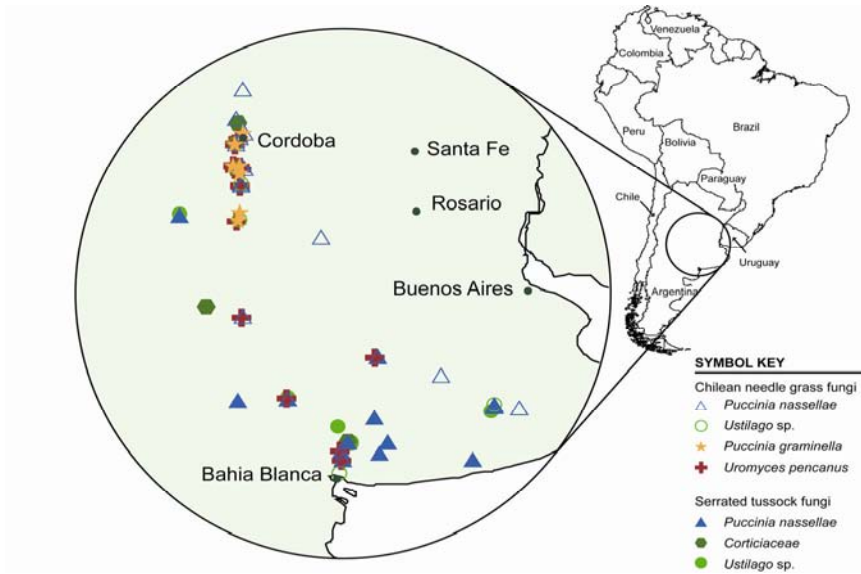 Cordoba
Santa Fe
Rosario
Buenos Aires
Bahia Blanca
Venezuela
Colombia
Peru
Brazil
Bolivia
Paraguay
Chile
Uruguay
Argentina
SYMBOL KEY
Chilean needle grass fungi
Puccinia nassellae
Ustilago sp.
Puccinia graminella
Uromyces pencanus
Serrated tussock fungi
Puccinia nassellae
Corticiaceae
Ustilago sp.